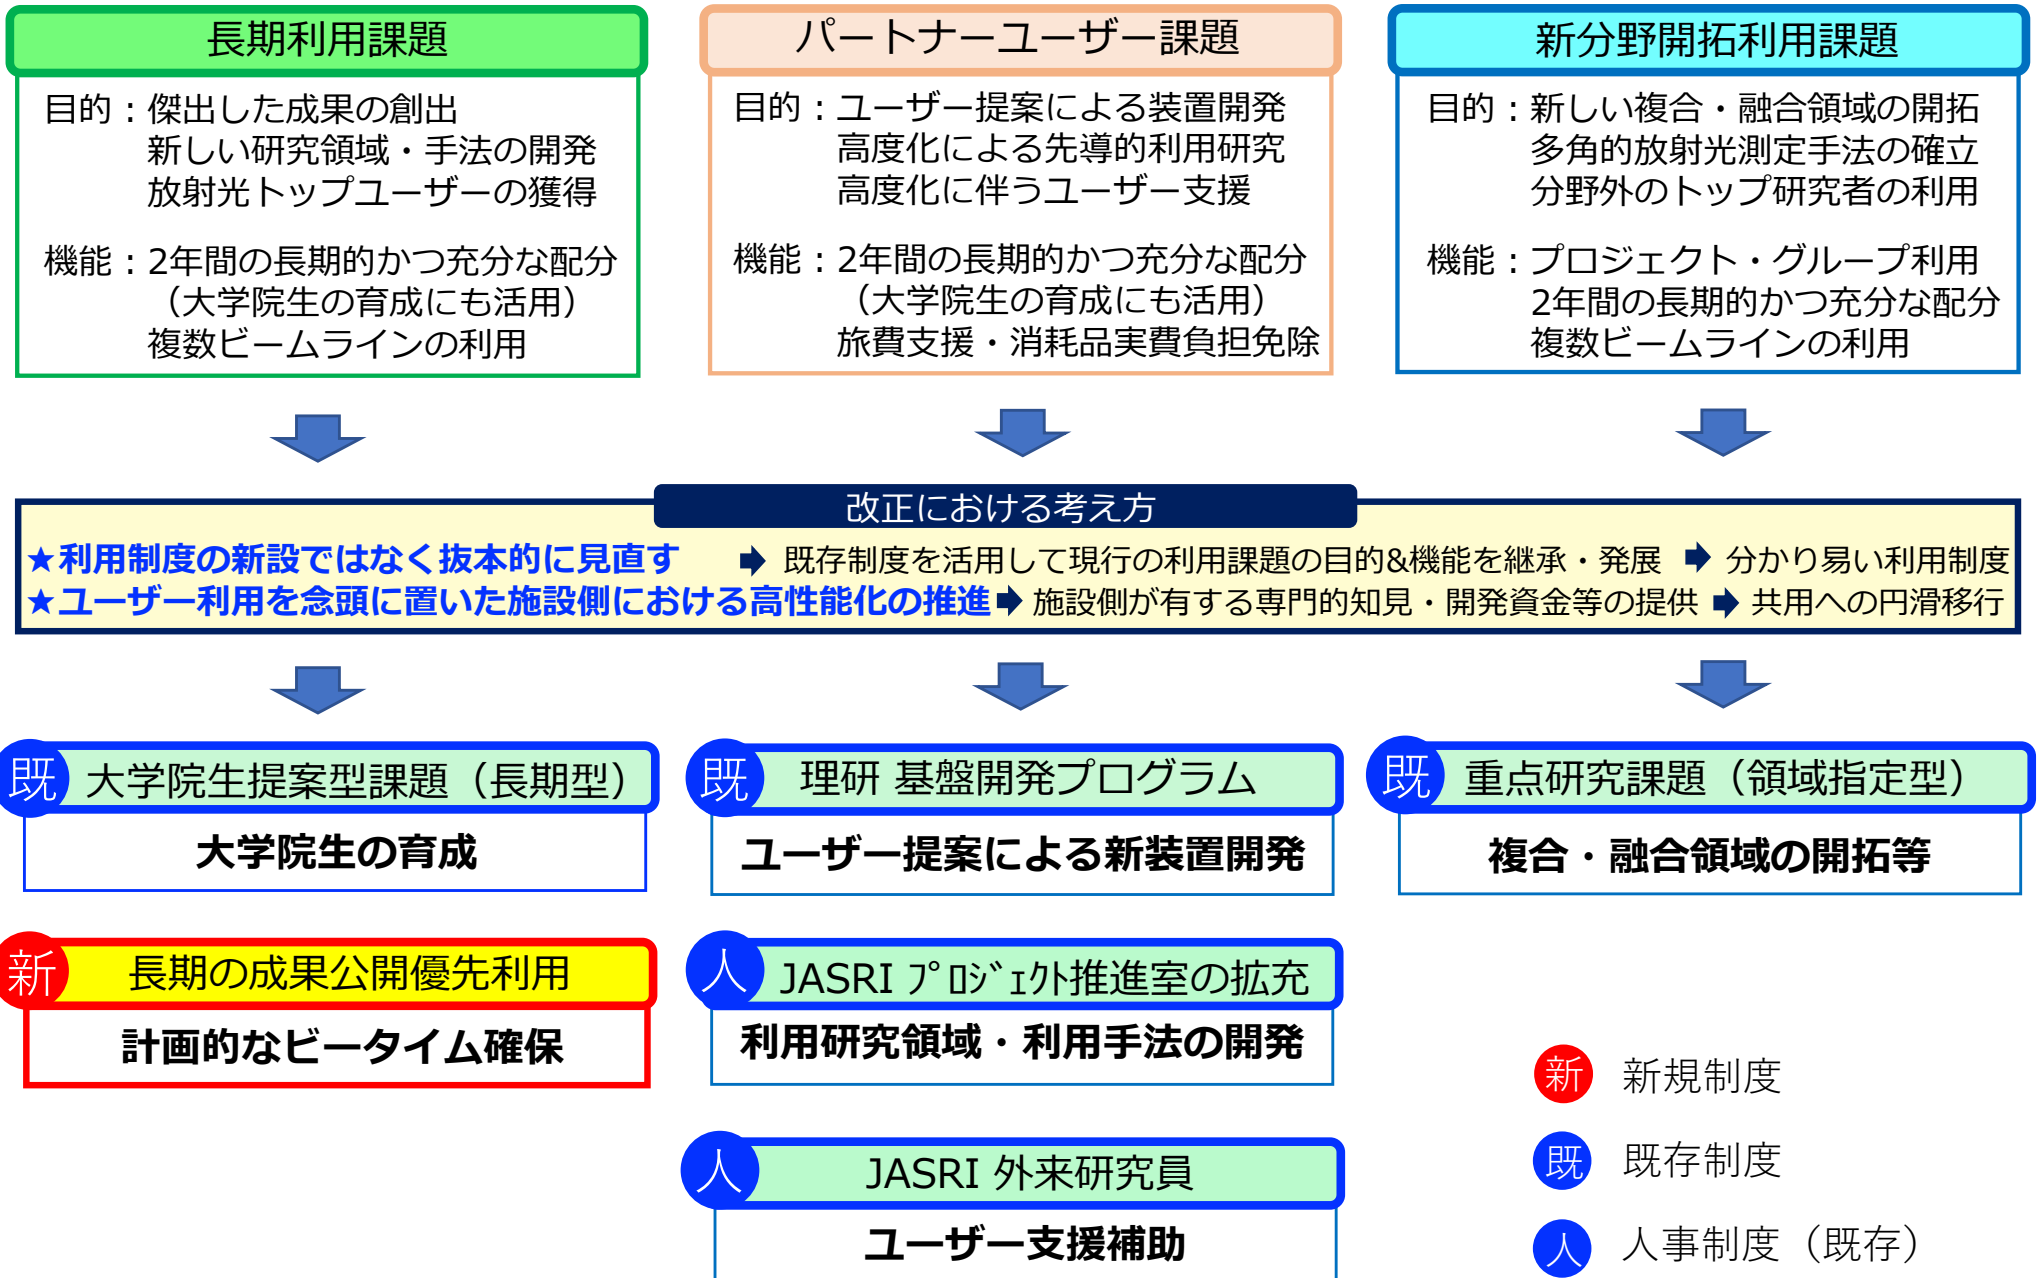 長期利用課題
目的：傑出した成果の創出
新しい研究領域・手法の開発
放射光トップユーザーの獲得
機能：2年間の長期的かつ充分な配分
（大学院生の育成にも活用）
複数ビームラインの利用
パートナーユーザー課題
目的：ユーザー提案による装置開発
高度化による先導的利用研究
高度化に伴うユーザー支援
機能：2年間の長期的かつ充分な配分
（大学院生の育成にも活用）
旅費支援・消耗品実費負担免除
新分野開拓利用課題
目的：新しい複合・融合領域の開拓
多角的放射光測定手法の確立
分野外のトップ研究者の利用
機能：プロジェクト・グループ利用
2年間の長期的かつ充分な配分
複数ビームラインの利用
改正における考え方
★利用制度の新設ではなく抜本的に見直す 既存制度を活用して現行の利用課題の目的&機能を継承・発展 分かり易い利用制度
★ユーザー利用を念頭に置いた施設側における高性能化の推進 施設側が有する専門的知見・開発資金等の提供 共用への円滑移行
既 大学院生提案型課題（長期型）
大学院生の育成
新 長期の成果公開優先利用
計画的なビータイム確保
既 理研 基盤開発プログラム
ユーザー提案による新装置開発
人 JASRI ﾌﾟﾛｼﾞｪｸﾄ推進室の拡充
利用研究領域・利用手法の開発
人 JASRI 外来研究員
ユーザー支援補助
既 重点研究課題（領域指定型）
複合・融合領域の開拓等
新 新規制度
既 既存制度
人 人事制度（既存）